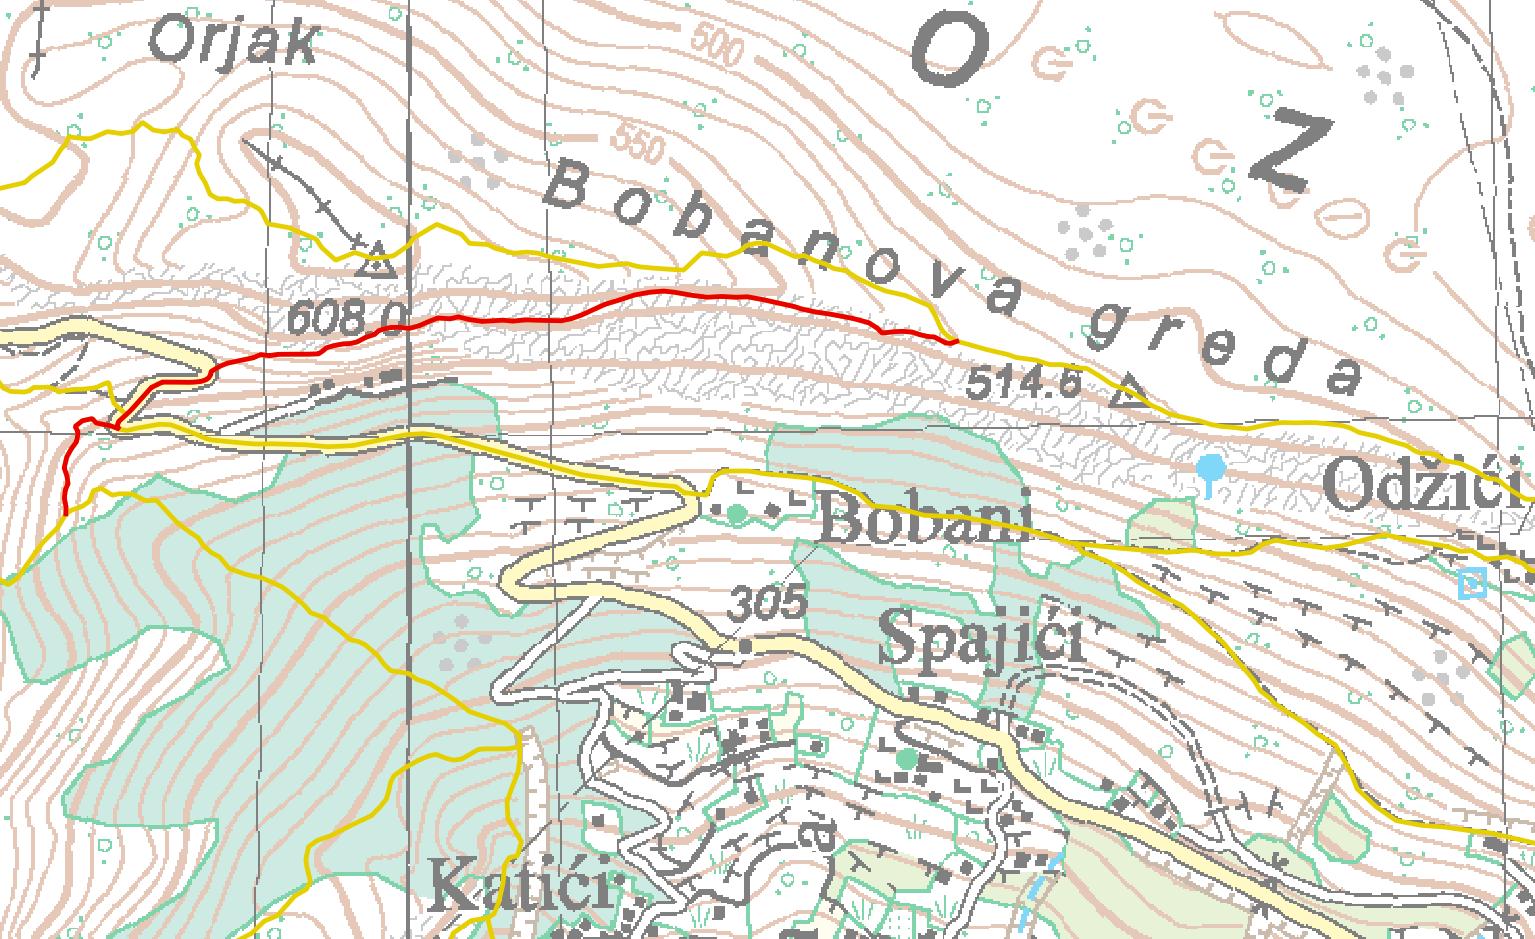 Orjak
O
500
Z
550
Bobanova greda
608.0
514.6
Odžići
Bobani
305
Spajići
a
Katići